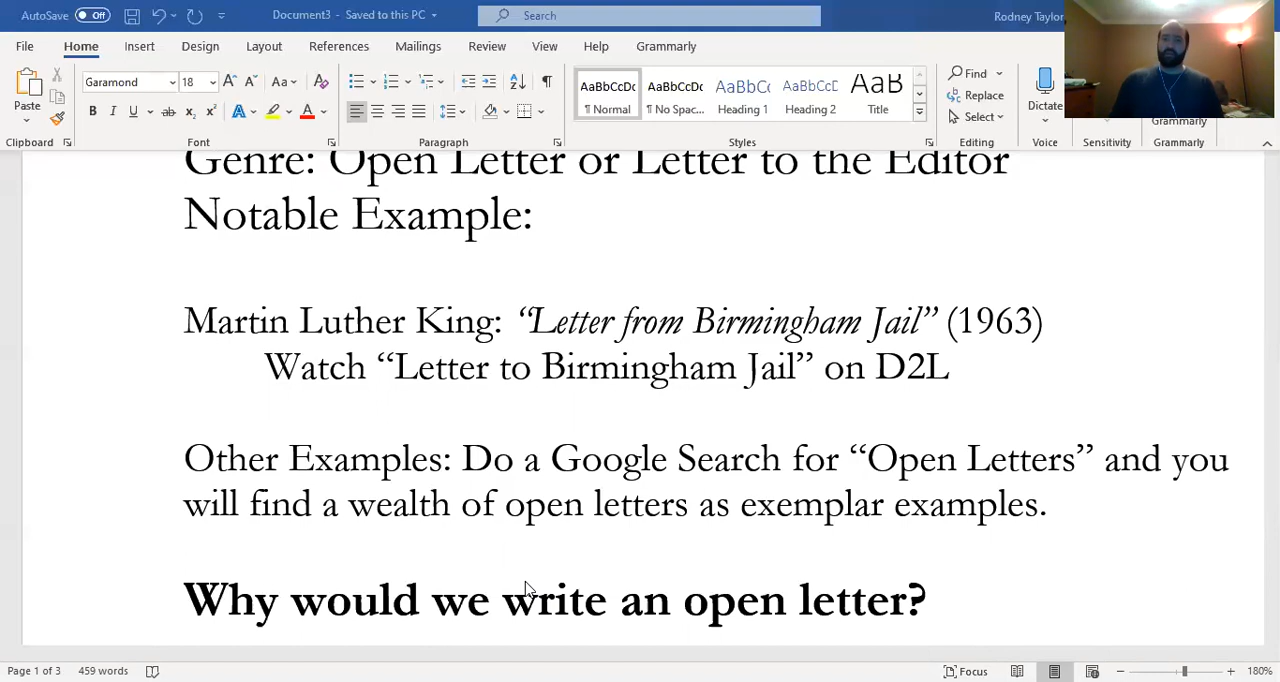 AutoSave Off Document3 - Saved to this PC Search Rodney Taylor
File Home Insert Design Layout References Mailings Review View Help Grammarly
Garamond 18 Aa AaBbCcDc AaBbCcDc AaBbCc AaBbCcC AaB Find
Paste Normal No Spac... Heading 1 Heading 2 Title Replace Dictate
Select Grammarly
Clipboard Font Paragraph Styles Editing Voice Sensitivity Grammarly
Genre: Open Letter or Letter to the Editor
Notable Example:
Martin Luther King: “Letter from Birmingham Jail” (1963)
Watch “Letter to Birmingham Jail” on D2L
Other Examples: Do a Google Search for “Open Letters” and you
will find a wealth of open letters as exemplar examples.
Why would we write an open letter?
Page 1 of 3 459 words Focus 180%